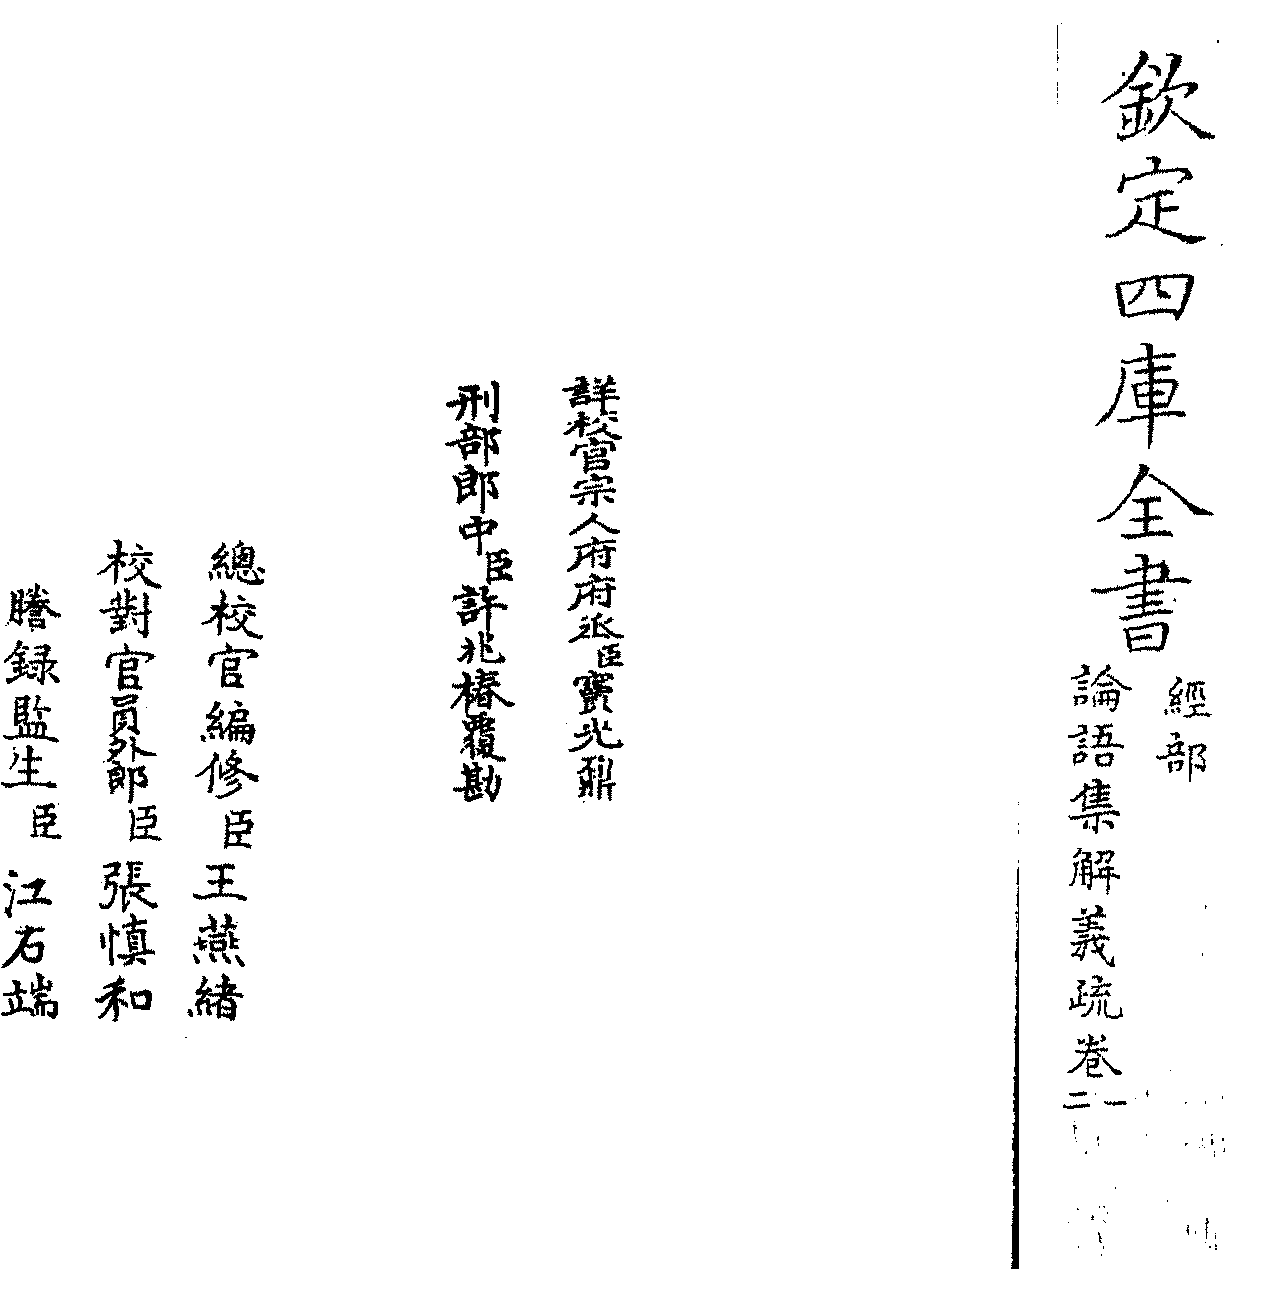 欽定四庫全書
經部
論語集解義疏卷一二
詳校官宗人府府丞臣竇光鼐
刑部郎中臣許兆椿覆勘
總校官編修臣王燕緒
校對官員外郎臣張慎和
謄録監生臣江右端